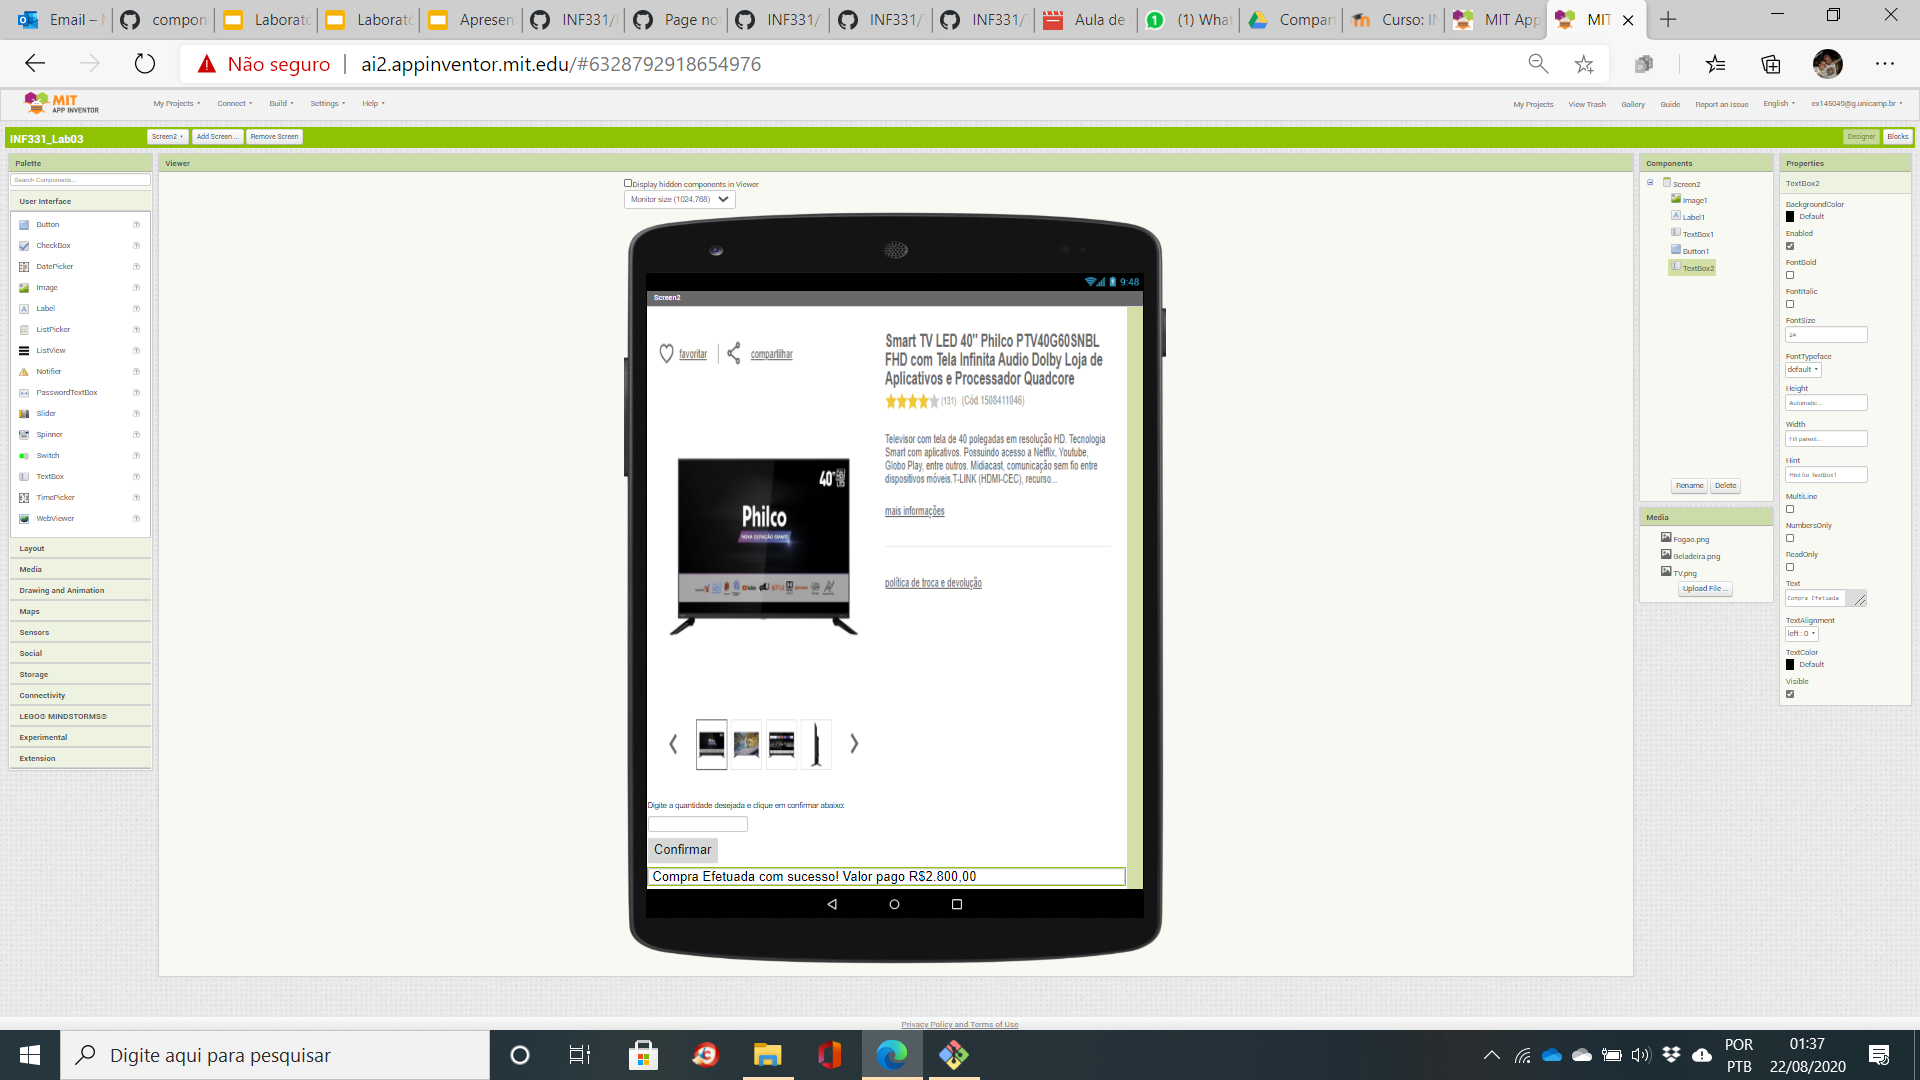 Email –
compon
Laborató
Laborató
Apresen
INF331/
Page no
INF331/
INF331/
INF331/
Aula de
(1) What
Compar
Curso: IN
MIT App
MIT
Não seguro
ai2.appinventor.mit.edu/#6328792918654976
MIT
APP INVENTOR
My Projects
Connect
Build
Settings
Help
My Projects
View Trash
Gallery
Guide
Report an Issue
English
ex146049@g.unicamp.br
INF331_Lab03
Screen2
Add Screen ...
Remove Screen
Designer
Blocks
Palette
Search Components...
User Interface
Button
CheckBox
DatePicker
Image
Label
ListPicker
ListView
Notifier
PasswordTextBox
Slider
Spinner
Switch
TextBox
TimePicker
WebViewer
Layout
Media
Drawing and Animation
Maps
Sensors
Social
Storage
Connectivity
LEGO® MINDSTORMS®
Experimental
Extension
Viewer
Display hidden components in Viewer
Monitor size (1024,768)
9:48
Screen2
favoritar
compartilhar
Smart TV LED 40" Philco PTV40G60SNBL
FHD com Tela Infinita Audio Dolby Loja de
Aplicativos e Processador Quadcore
(131) (Cód.1508411046)
Televisor com tela de 40 polegadas em resolução HD. Tecnologia
Smart com aplicativos. Possuindo acesso a Netflix, Youtube,
Globo Play, entre outros. Midiacast, comunicação sem fio entre
dispositivos móveis.T-LINK (HDMI-CEC), recurso...
mais informações
política de troca e devolução
40"
Philco
NOVA GERAÇÃO SMART
Digite a quantidade desejada e clique em confirmar abaixo:
Confirmar
Compra Efetuada com sucesso! Valor pago R$2.800,00
Components
Screen2
Image1
Label1
TextBox1
Button1
TextBox2
Rename
Delete
Media
Fogao.png
Geladeira.png
TV.png
Upload File ...
Properties
TextBox2
BackgroundColor
Default
Enabled
FontBold
FontItalic
FontSize
24
FontTypeface
default
Height
Automatic...
Width
Fill parent...
Hint
Hint for TextBox1
MultiLine
NumbersOnly
ReadOnly
Text
Compra Efetuada
TextAlignment
left : 0
TextColor
Default
Visible
Privacy Policy and Terms of Use
Digite aqui para pesquisar
POR
PTB
01:37
22/08/2020